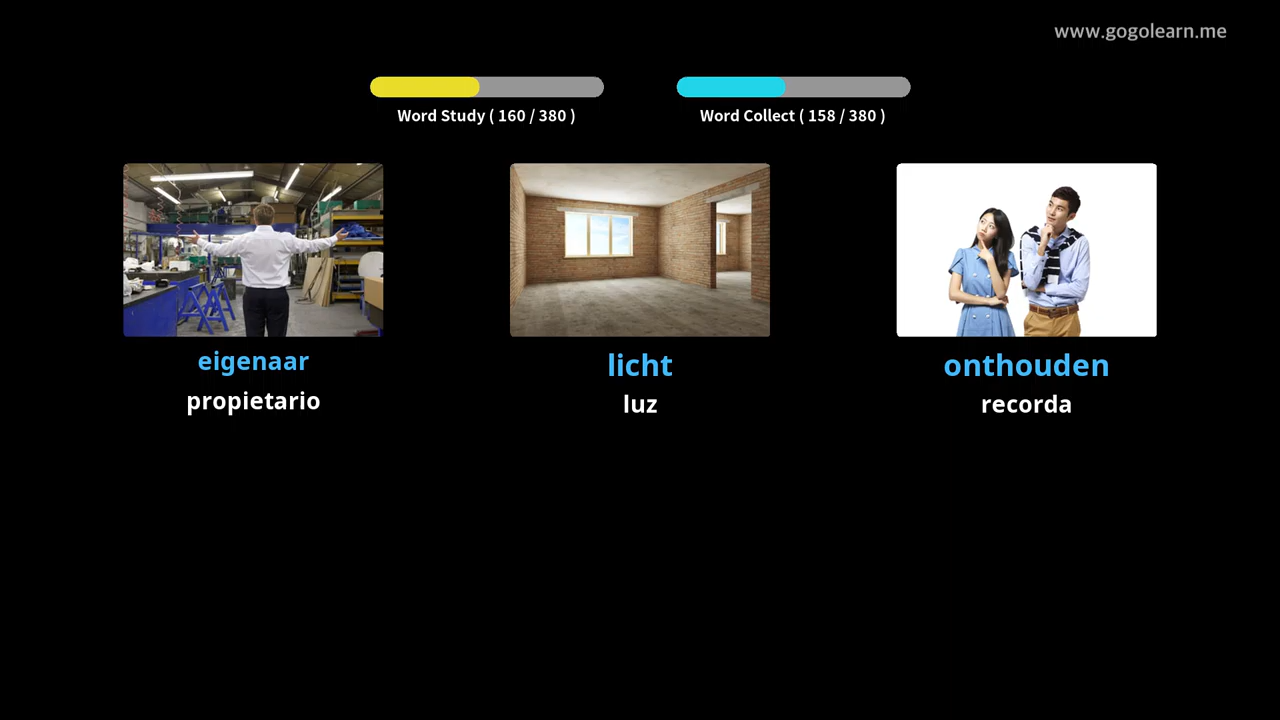 www.gogolearn.me
Word Study ( 160 / 380 )
Word Collect ( 158 / 380 )
eigenaar
propietario
licht
luz
onthouden
recorda